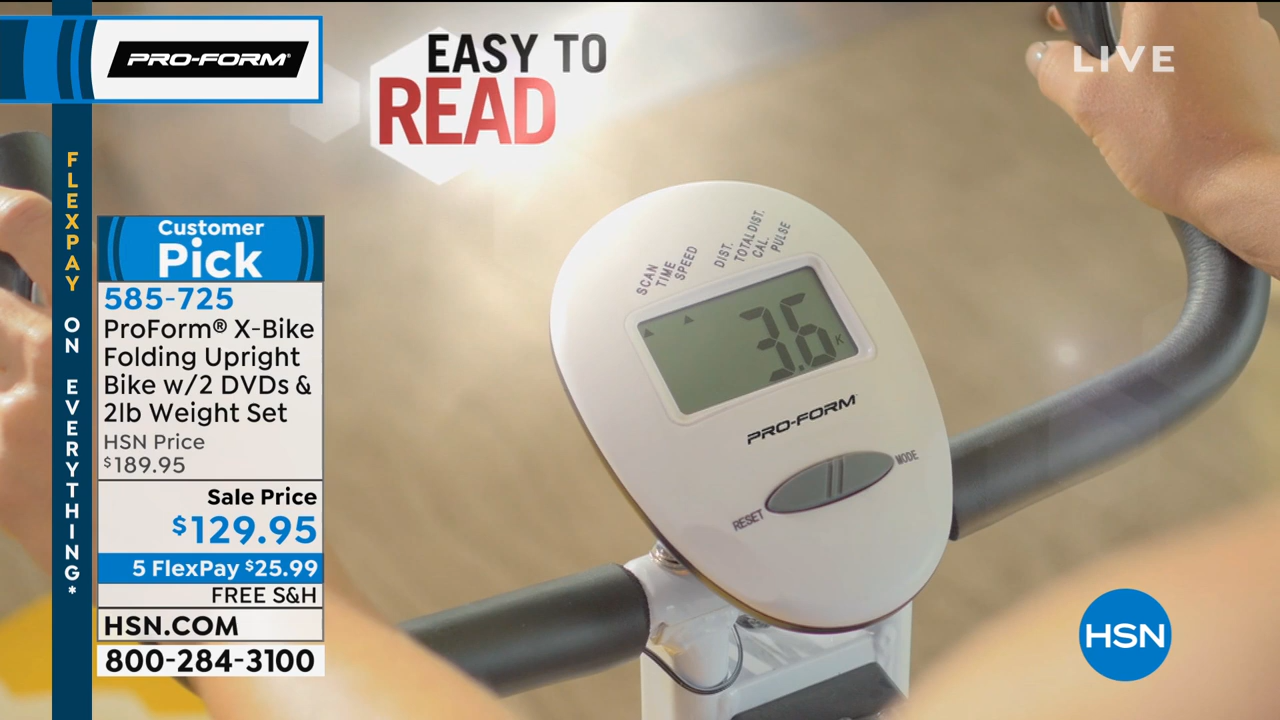 PRO-FORM®
EASY TO
READ
LIVE
FLEXPAY ON EVERYTHING*
Customer
Pick
585-725
ProForm® X-Bike
Folding Upright
Bike w/2 DVDs &
2lb Weight Set
HSN Price
$189.95
Sale Price
$129.95
5 FlexPay $25.99
FREE S&H
HSN.COM
800-284-3100
SCAN
TIME
SPEED
DIST.
TOTAL DIST.
CAL.
PULSE
3.6 K
PRO-FORM
MODE
RESET
HSN